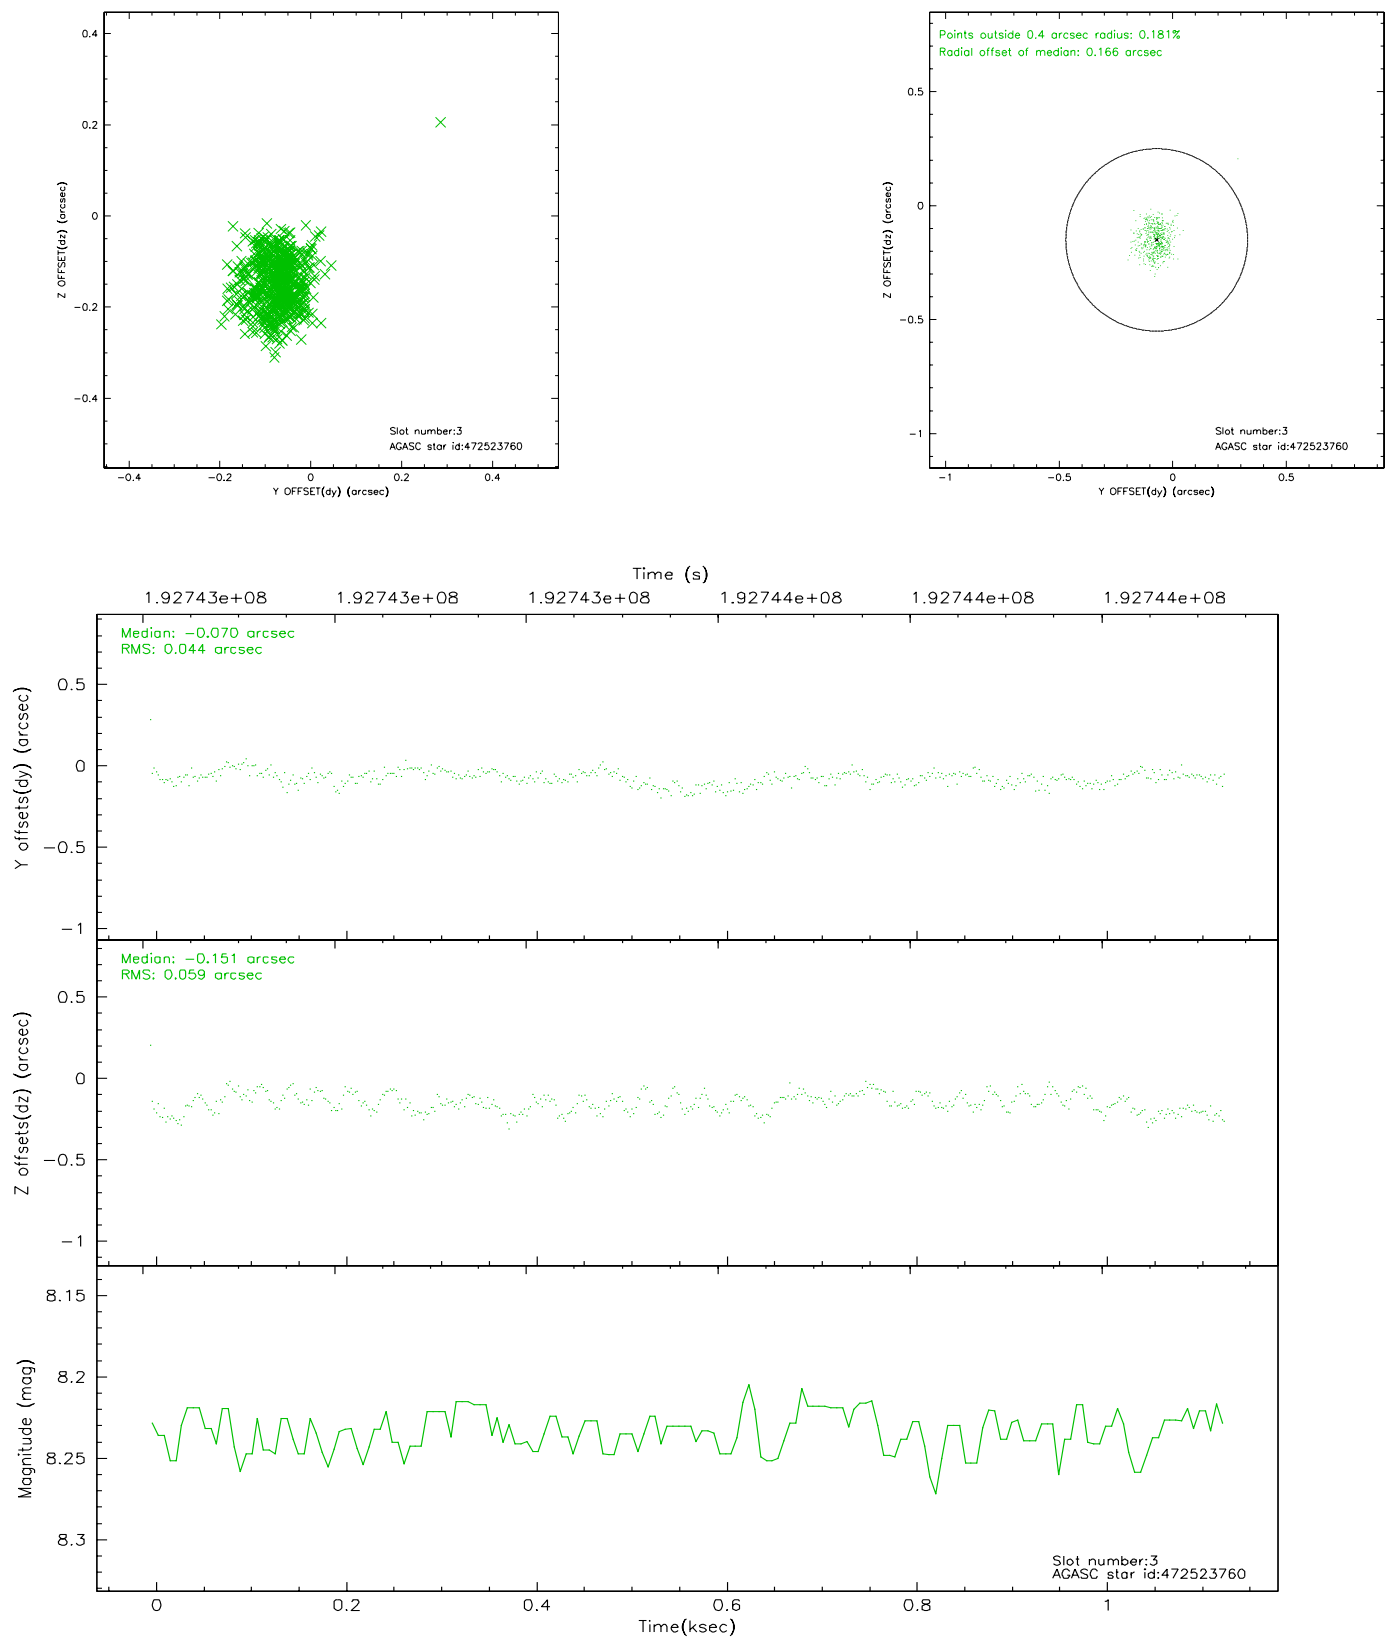 0.4
0.2
0
−0.2
−0.4
Z OFFSET(dz) (arcsec)
Slot number:3
AGASC star id:472523760
−0.4 −0.2 0 0.2 0.4
Y OFFSET(dy) (arcsec)
Points outside 0.4 arcsec radius: 0.181%
Radial offset of median: 0.166 arcsec
0.5
0
−0.5
−1
Z OFFSET(dz) (arcsec)
Slot number:3
AGASC star id:472523760
−1 −0.5 0 0.5
Y OFFSET(dy) (arcsec)
Time (s)
1.92743e+08 1.92743e+08 1.92743e+08 1.92744e+08 1.92744e+08 1.92744e+08
Median: −0.070 arcsec
RMS: 0.044 arcsec
0.5
0
−0.5
−1
Y offsets(dy) (arcsec)
Median: −0.151 arcsec
RMS: 0.059 arcsec
0.5
0
−0.5
−1
Z offsets(dz) (arcsec)
8.15
8.2
8.25
8.3
Magnitude (mag)
Slot number:3
AGASC star id:472523760
0 0.2 0.4 0.6 0.8 1
Time(ksec)